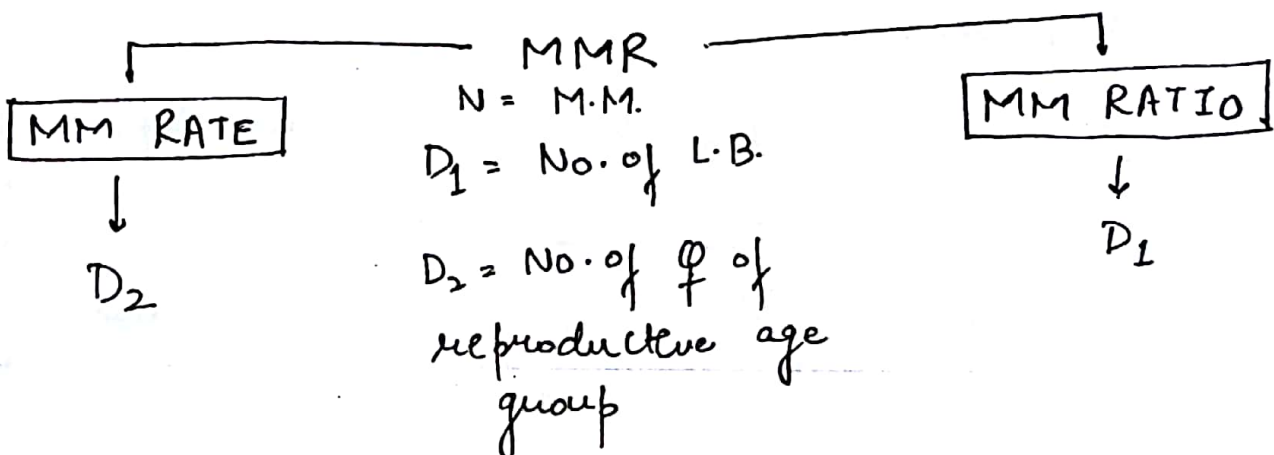 MMR
MM RATE
D2
N = M.M.
D1 = No. of L.B.
D2 = No. of ♀ of
reproductive age
group
MM RATIO
D1